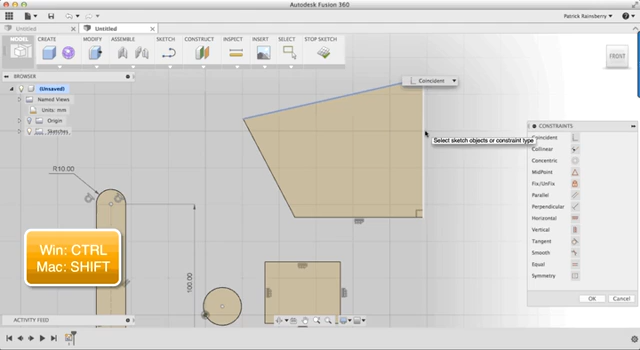 Autodesk Fusion 360
Patrick Rainsberry
Untitled
Untitled
MODEL
CREATE
MODIFY
ASSEMBLE
SKETCH
CONSTRUCT
INSPECT
INSERT
SELECT
STOP SKETCH
BROWSER
(Unsaved)
Named Views
Units: mm
Origin
Sketches
Coincident
FRONT
Select sketch objects or constraint type
CONSTRAINTS
Coincident
Collinear
Concentric
MidPoint
Fix/UnFix
Parallel
Perpendicular
Horizontal
Vertical
Tangent
Smooth
Equal
Symmetry
OK
Cancel
R10.00
100.00
Win: CTRL
Mac: SHIFT
ACTIVITY FEED